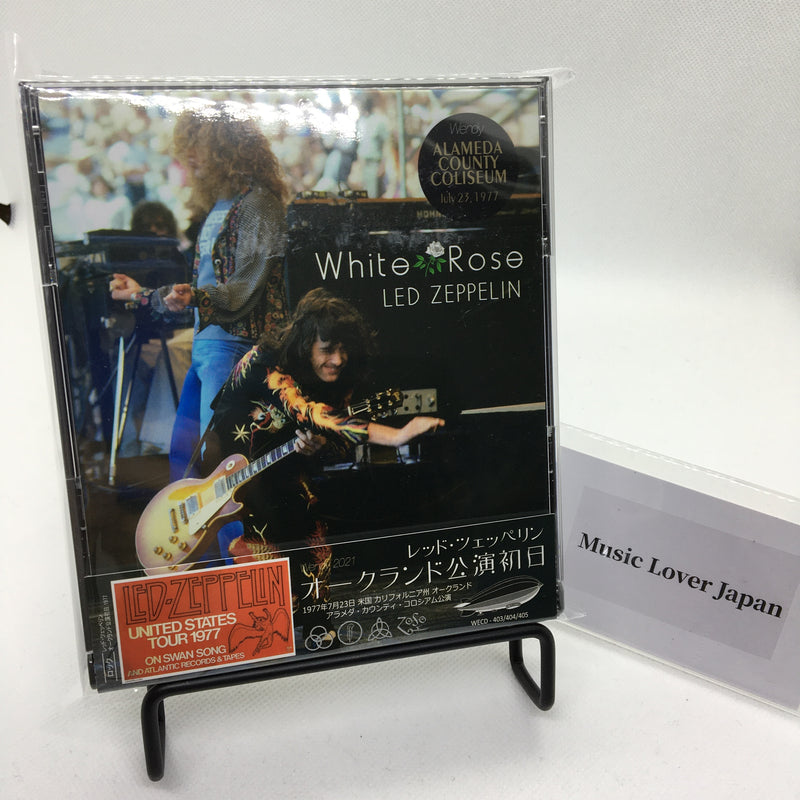 Wendy
ALAMEDA
COUNTY
COLISEUM
July 23, 1977
White Rose
LED ZEPPELIN
レッド・ツェッペリン
オークランド公演初日
1977年7月23日 米国 カリフォルニア州 オークランド
アラメダ・カウンティ・コロシアム公演
WECD - 403/404/405
LED-ZEPPELIN
UNITED STATES
TOUR 1977
ON SWAN SONG
AND ATLANTIC RECORDS & TAPES
ロック
Music Lover Japan